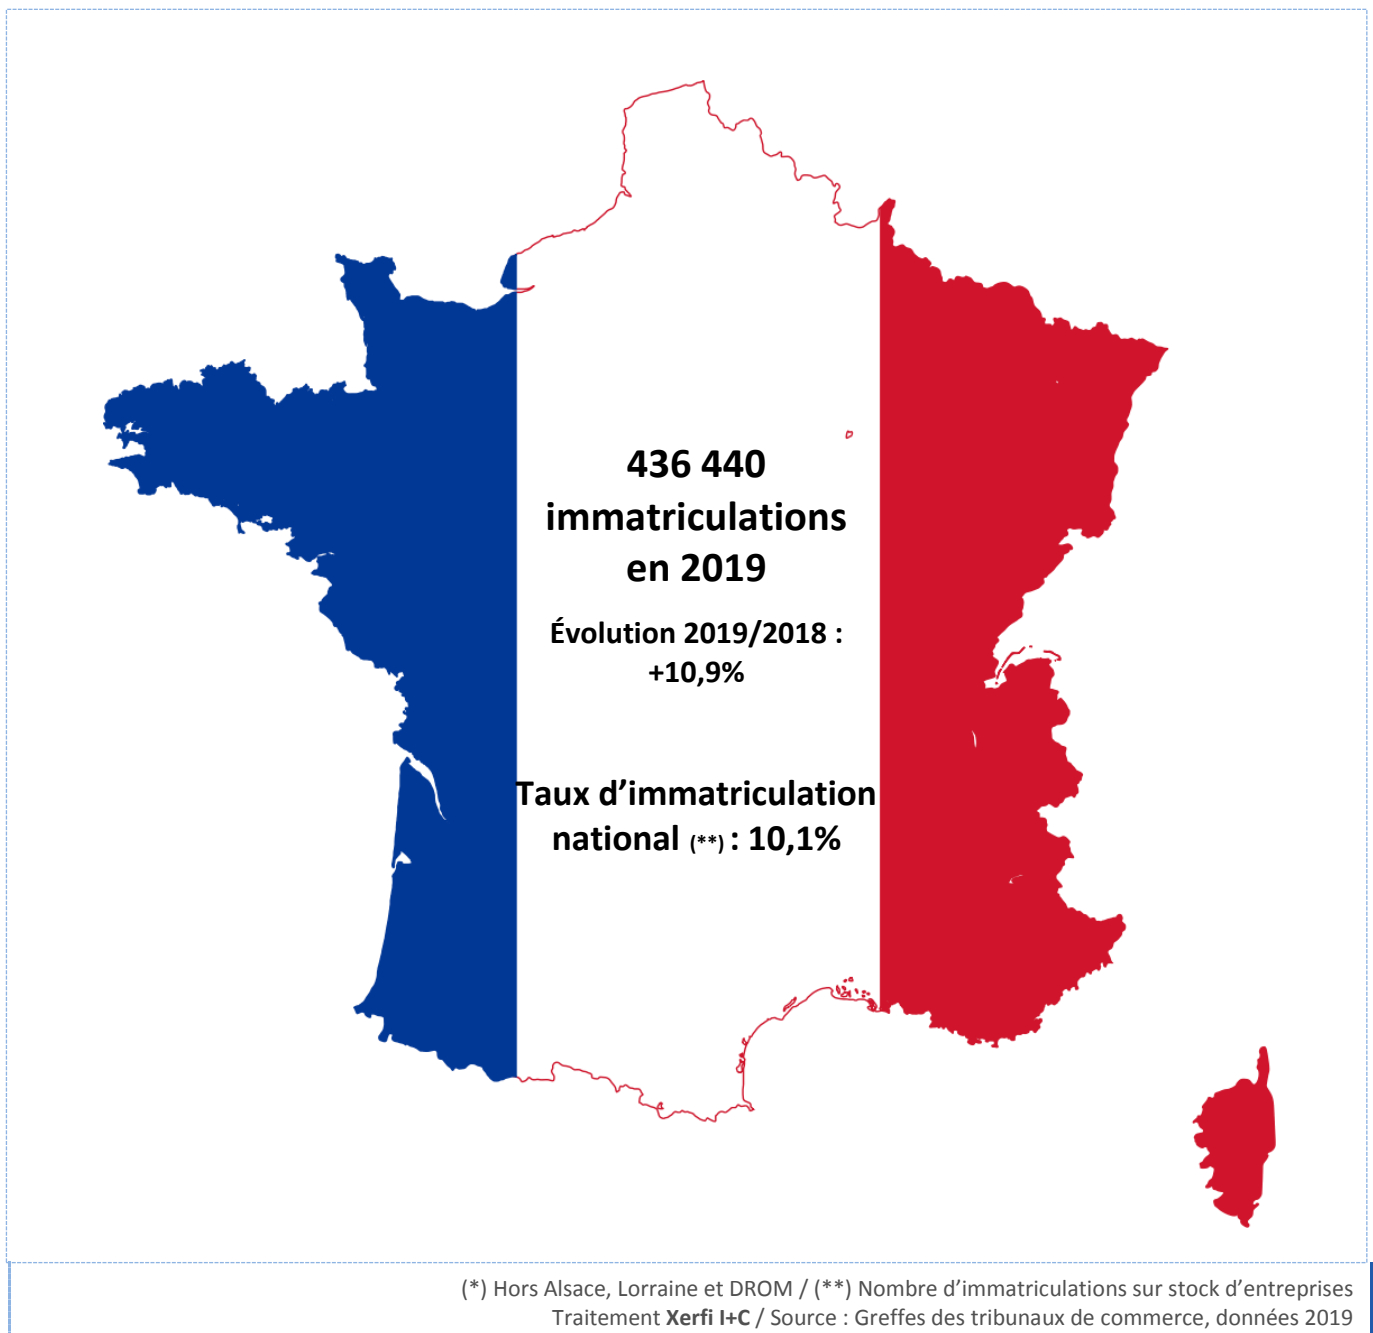 436 440
immatriculations
en 2019
Évolution 2019/2018 :
+10,9%
Taux d’immatriculation
national (**) : 10,1%
(*) Hors Alsace, Lorraine et DROM / (**) Nombre d’immatriculations sur stock d’entreprises
Traitement Xerfi I+C / Source : Greffes des tribunaux de commerce, données 2019